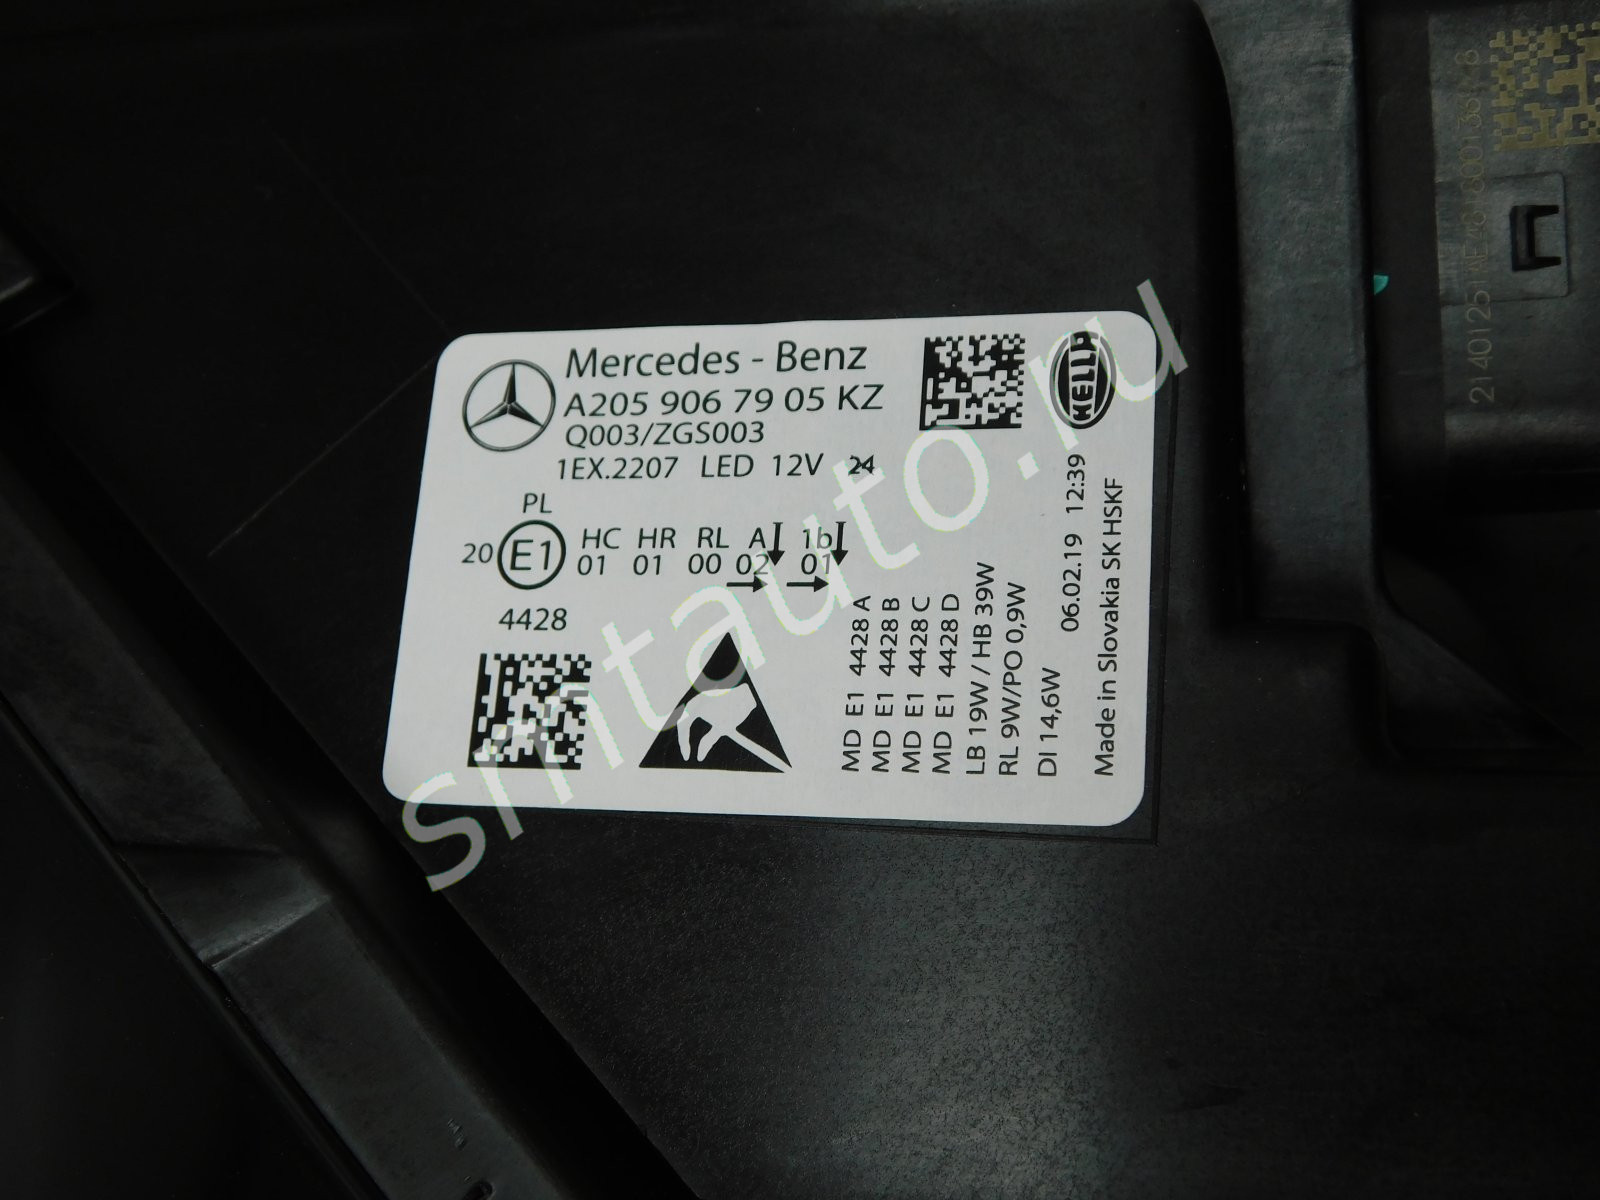 Mercedes - Benz
A205 906 79 05 KZ
Q003/ZGS003
1EX.2207 LED 12V 24
HELLA
PL
20 E1 HC HR RL A 1b
01 01 00 02 01
4428
MD E1 4428 A
MD E1 4428 B
MD E1 4428 C
MD E1 4428 D
LB 19W / HB 39W
RL 9W/PO 0,9W
DI 14,6W
06.02.19 12:39
Made in Slovakia SK HSKF
smtauto.ru